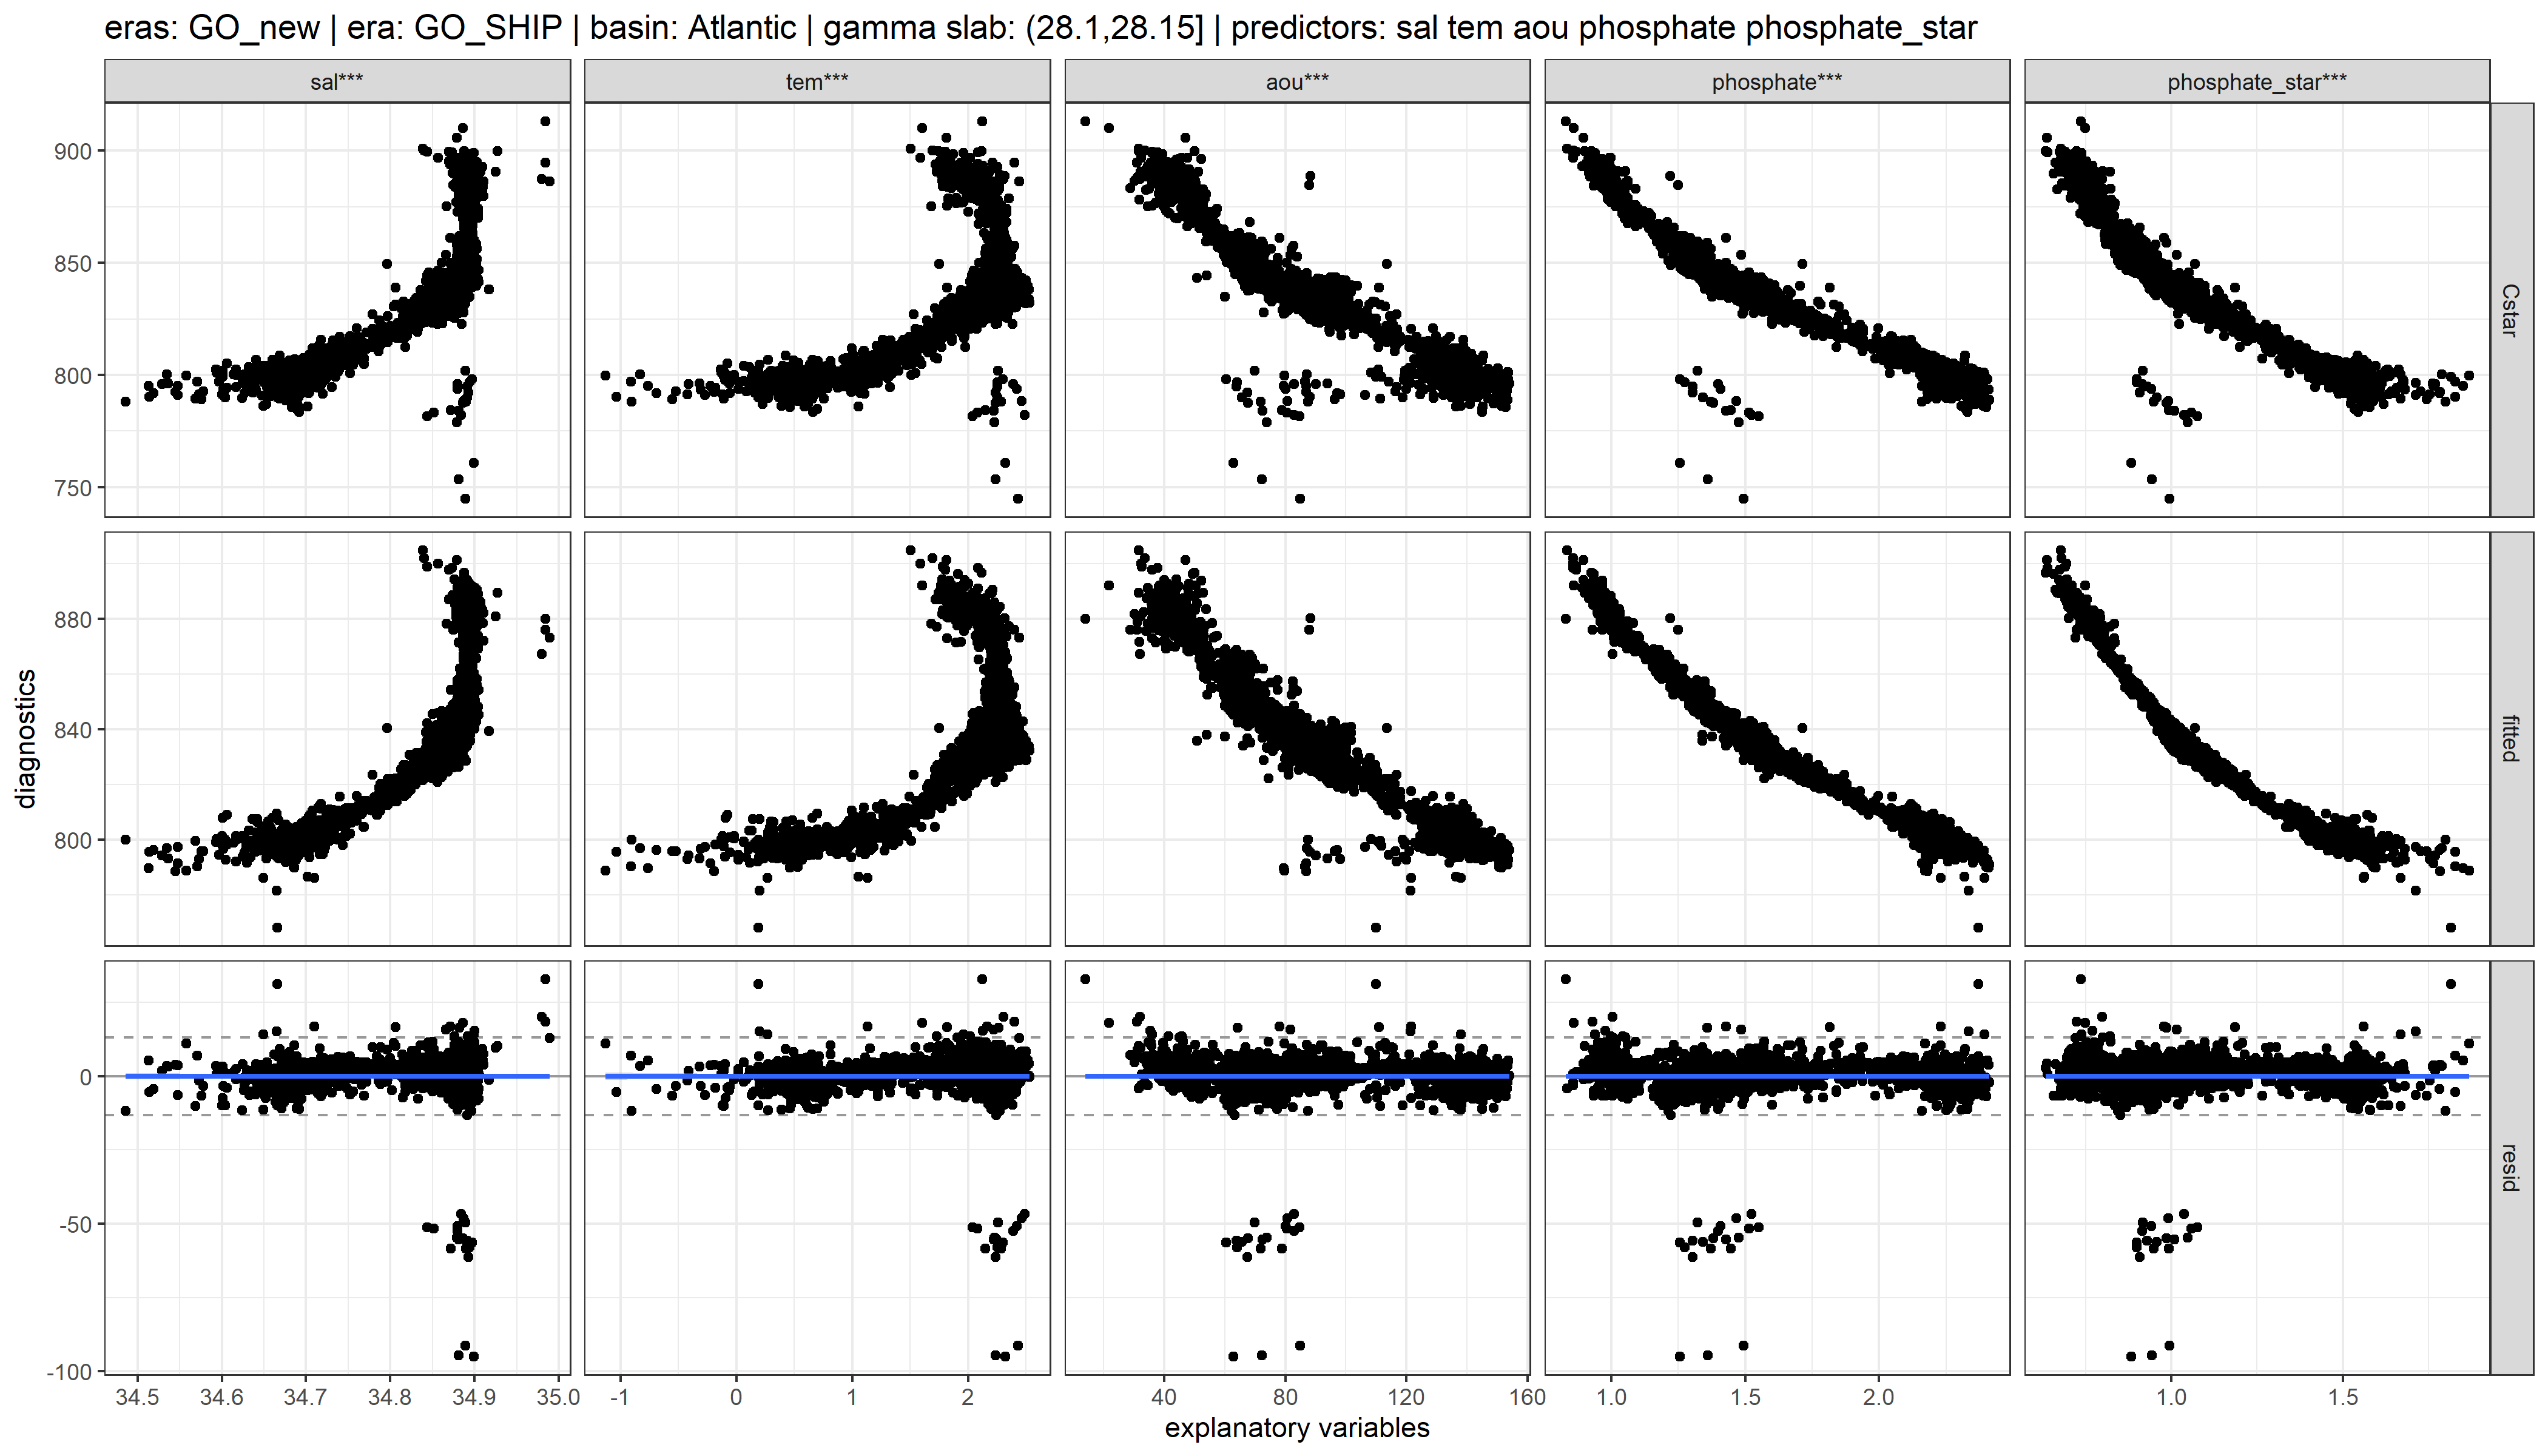 eras: GO_new | era: GO_SHIP | basin: Atlantic | gamma slab: (28.1,28.15] | predictors: sal tem aou phosphate phosphate_star
sal*** tem*** aou*** phosphate*** phosphate_star***
900
850
800
750
Cstar
880
840
800
fitted
diagnostics
0
-50
-100
resid
34.5 34.6 34.7 34.8 34.9 35.0 -1 0 1 2 40 80 120 160 1.0 1.5 2.0 1.0 1.5
explanatory variables